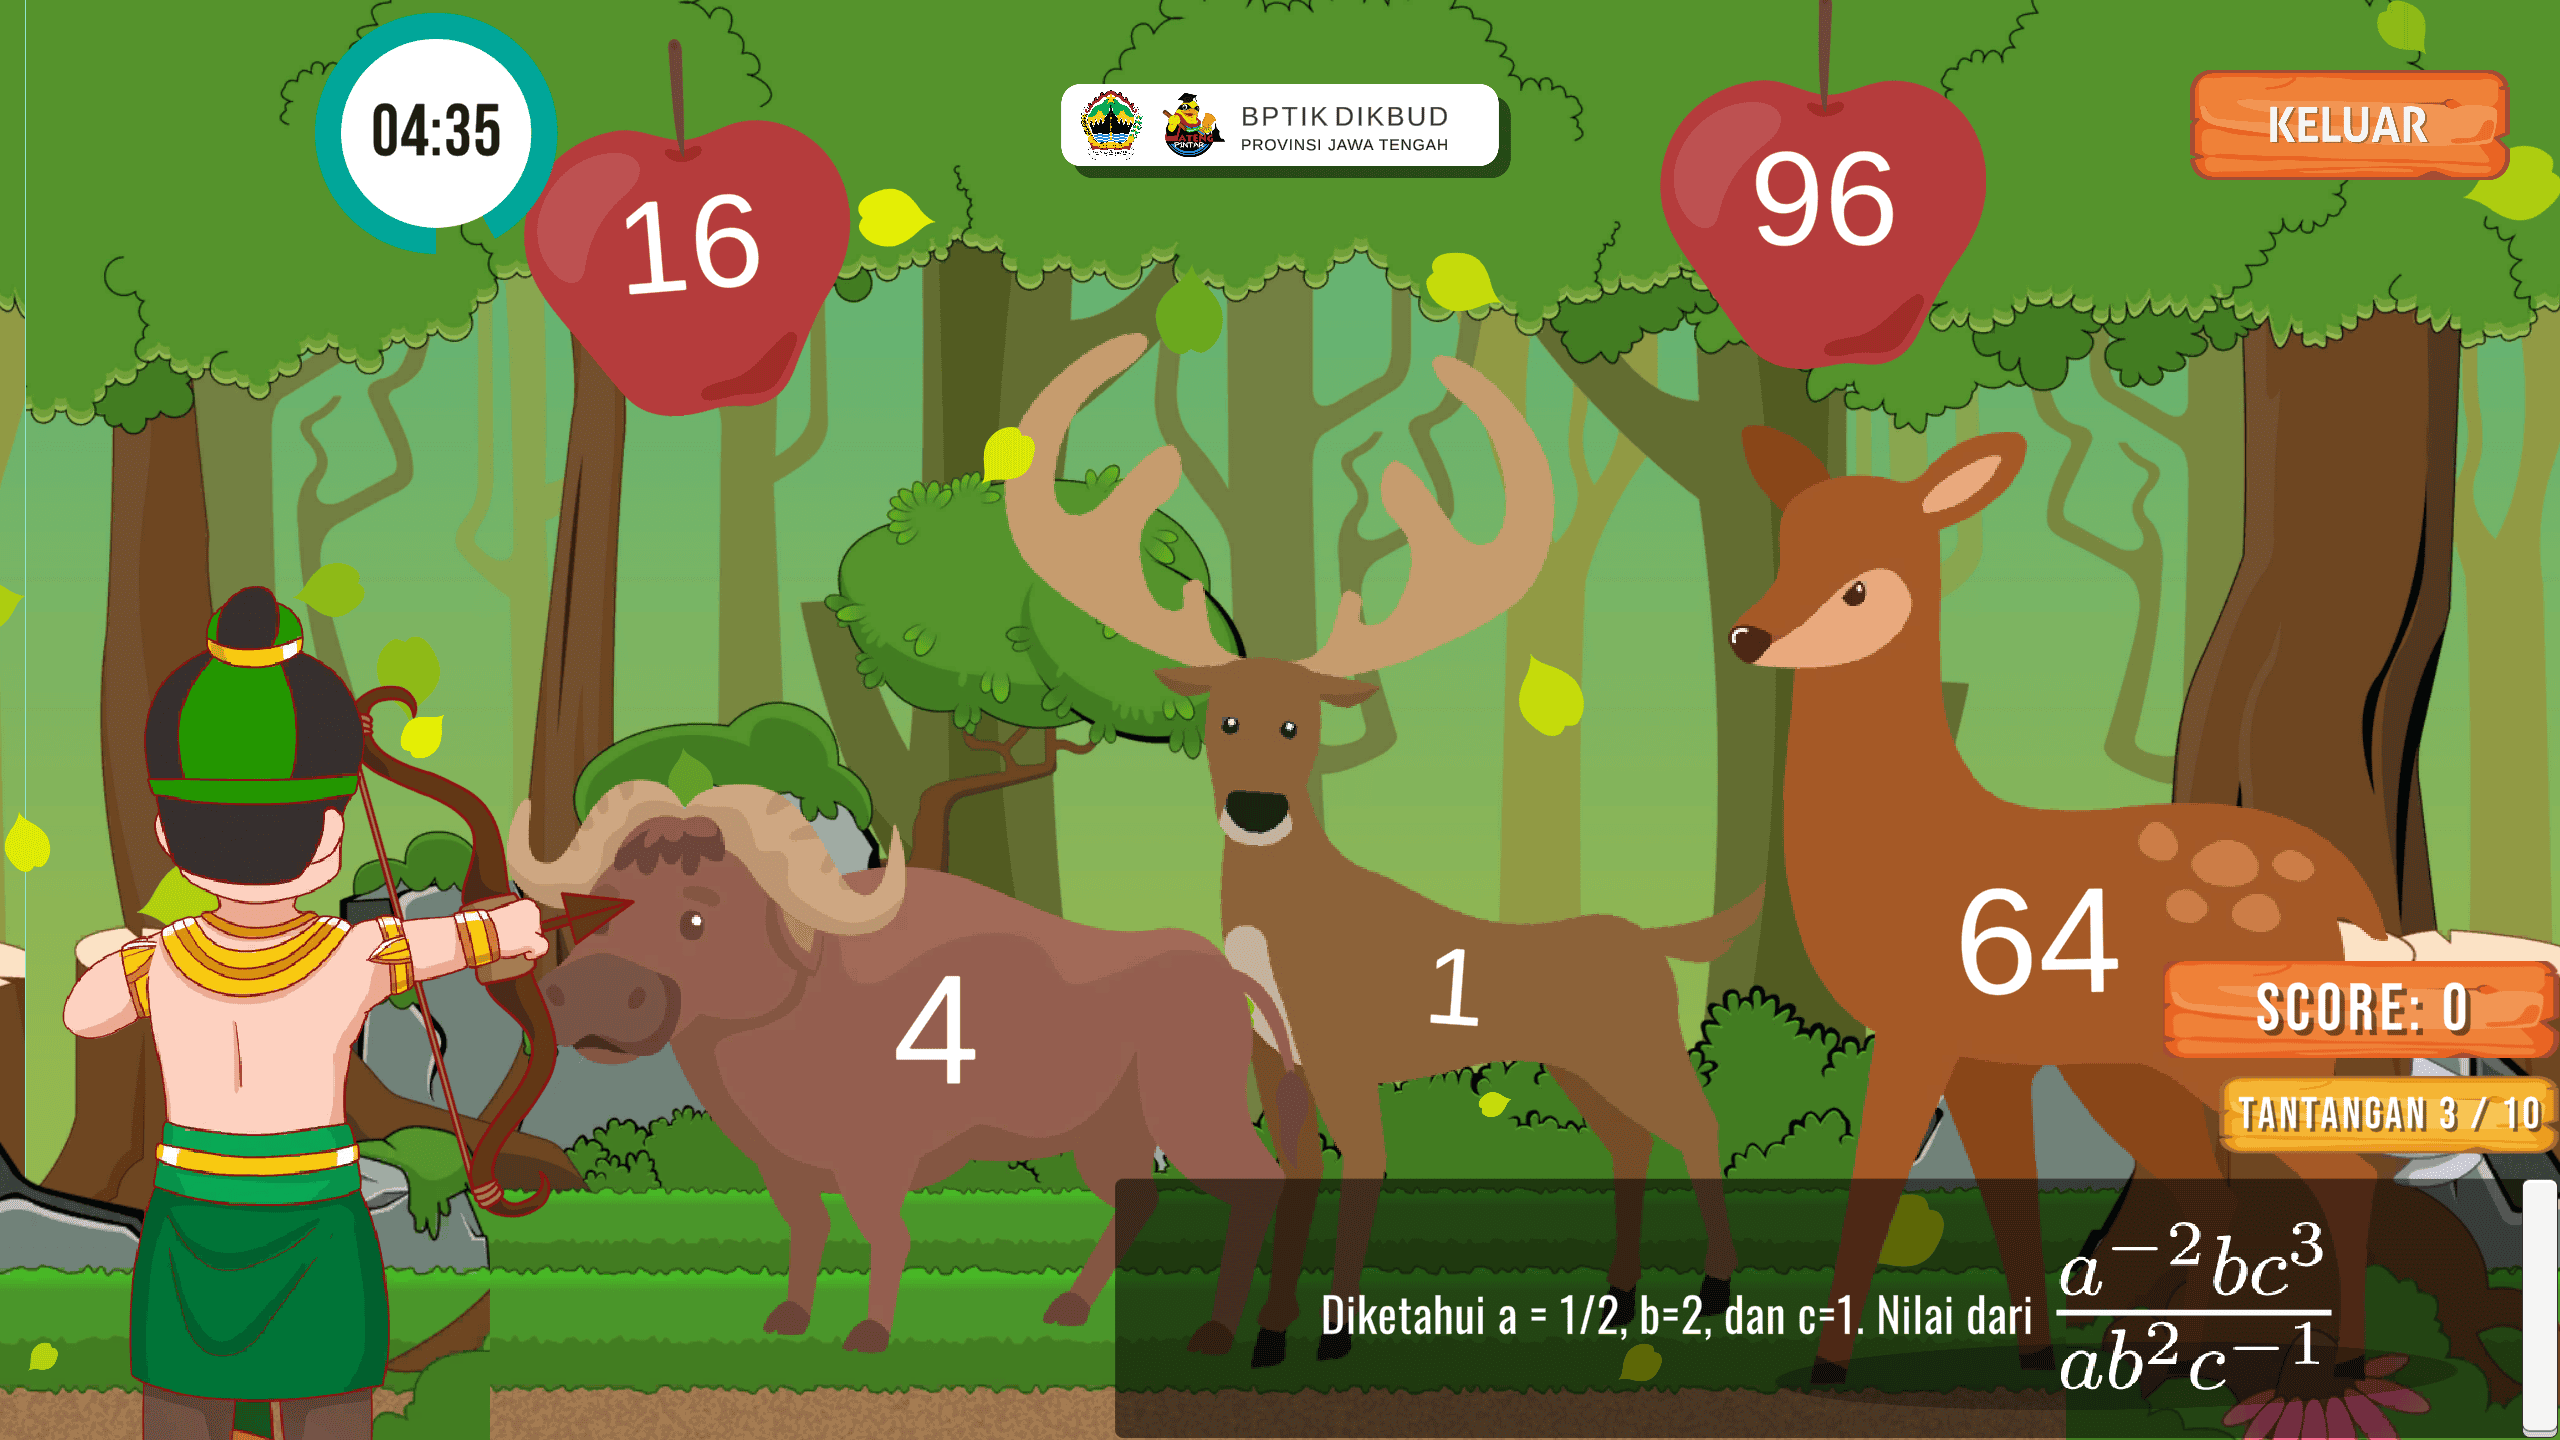 04:35
16
BPTIK DIKBUD
PROVINSI JAWA TENGAH
96
KELUAR
4
1
64
SCORE: 0
TANTANGAN 3 / 10
Diketahui a = 1/2, b=2, dan c=1. Nilai dari \frac{a^{-2}bc^{3}}{ab^{2}c^{-1}}